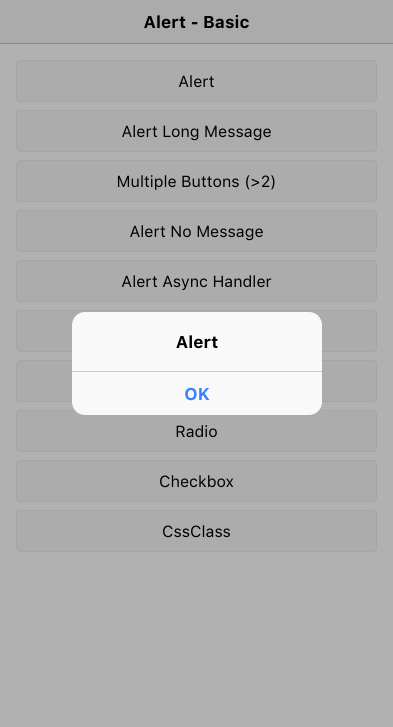 Alert - Basic
Alert
Alert Long Message
Multiple Buttons (>2)
Alert No Message
Alert Async Handler
Alert
OK
Radio
Checkbox
CssClass